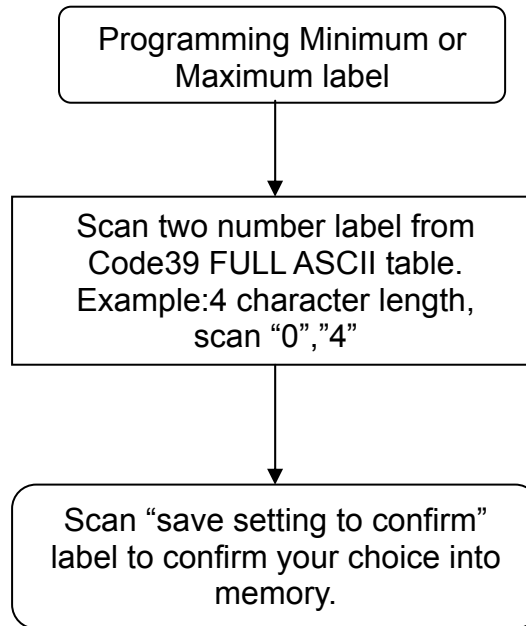 Programming Minimum or
Maximum label
Scan two number label from
Code39 FULL ASCII table.
Example:4 character length,
scan “0”,”4”
Scan “save setting to confirm”
label to confirm your choice into
memory.